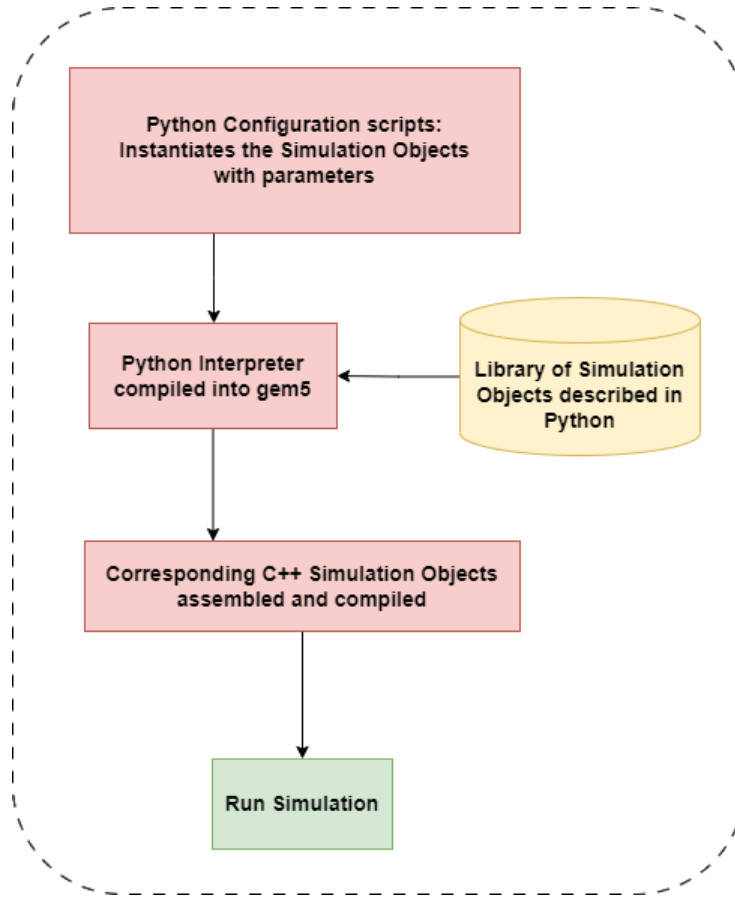 Python Configuration scripts:
Instantiates the Simulation Objects
with parameters
Python Interpreter
compiled into gem5
Library of Simulation
Objects described in
Python
Corresponding C++ Simulation Objects
assembled and compiled
Run Simulation